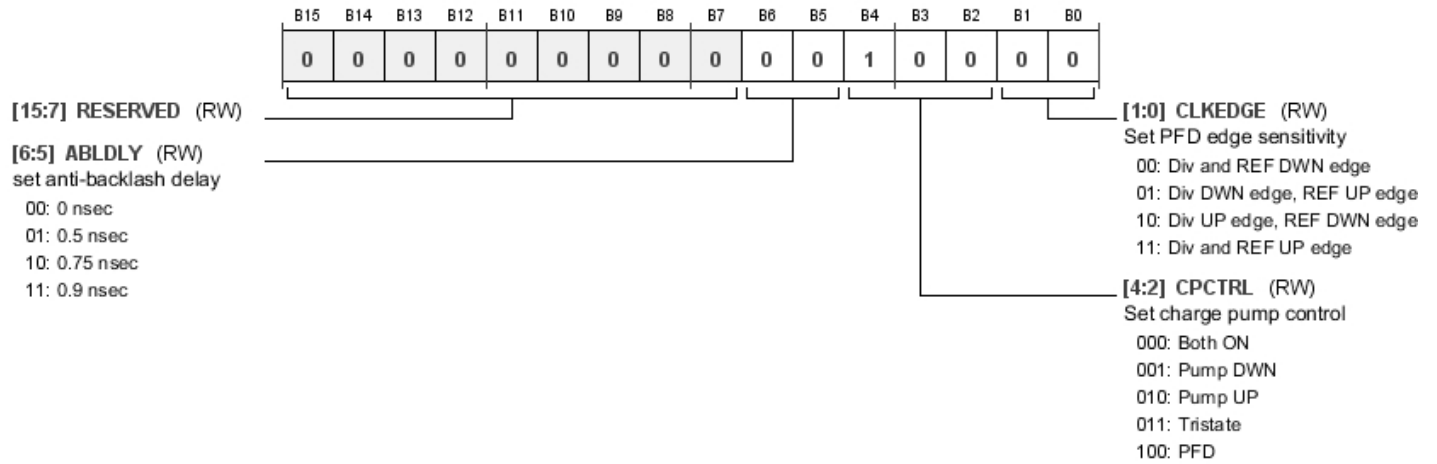 B15 B14 B13 B12 B11 B10 B9 B8 B7 B6 B5 B4 B3 B2 B1 B0
0 0 0 0 0 0 0 0 0 0 0 1 0 0 0 0
[15:7] RESERVED (RW)
[6:5] ABLDLY (RW)
set anti-backlash delay
00: 0 nsec
01: 0.5 nsec
10: 0.75 nsec
11: 0.9 nsec
[1:0] CLKEDGE (RW)
Set PFD edge sensitivity
00: Div and REF DWN edge
01: Div DWN edge, REF UP edge
10: Div UP edge, REF DWN edge
11: Div and REF UP edge
[4:2] CPCTRL (RW)
Set charge pump control
000: Both ON
001: Pump DWN
010: Pump UP
011: Tristate
100: PFD